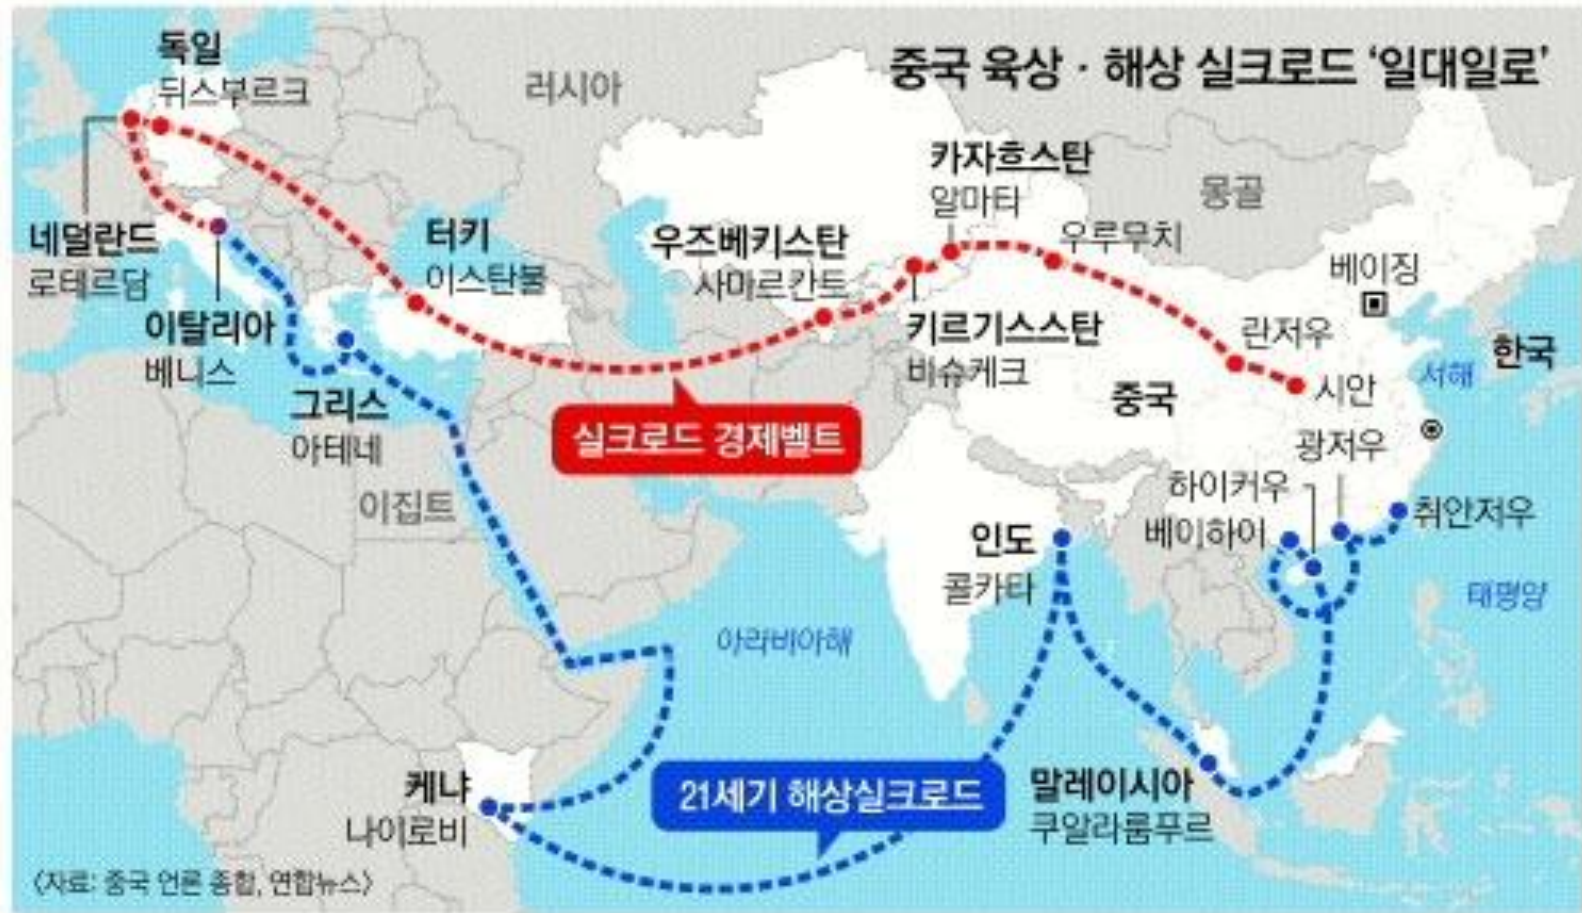 중국 육상 · 해상 실크로드 ‘일대일로’
독일
뒤스부르크
러시아
카자흐스탄
알마티
몽골
네덜란드
로테르담
터키
이스탄불
우즈베키스탄
사마르칸트
우루무치
베이징
이탈리아
베니스
키르기스스탄
비슈케크
란저우
한국
서해
시안
중국
그리스
아테네
실크로드 경제벨트
광저우
이집트
하이커우
베이하이
취안저우
인도
콜카타
태평양
아라비아해
케냐
나이로비
21세기 해상실크로드
말레이시아
쿠알라룸푸르
〈자료: 중국 언론 종합, 연합뉴스〉